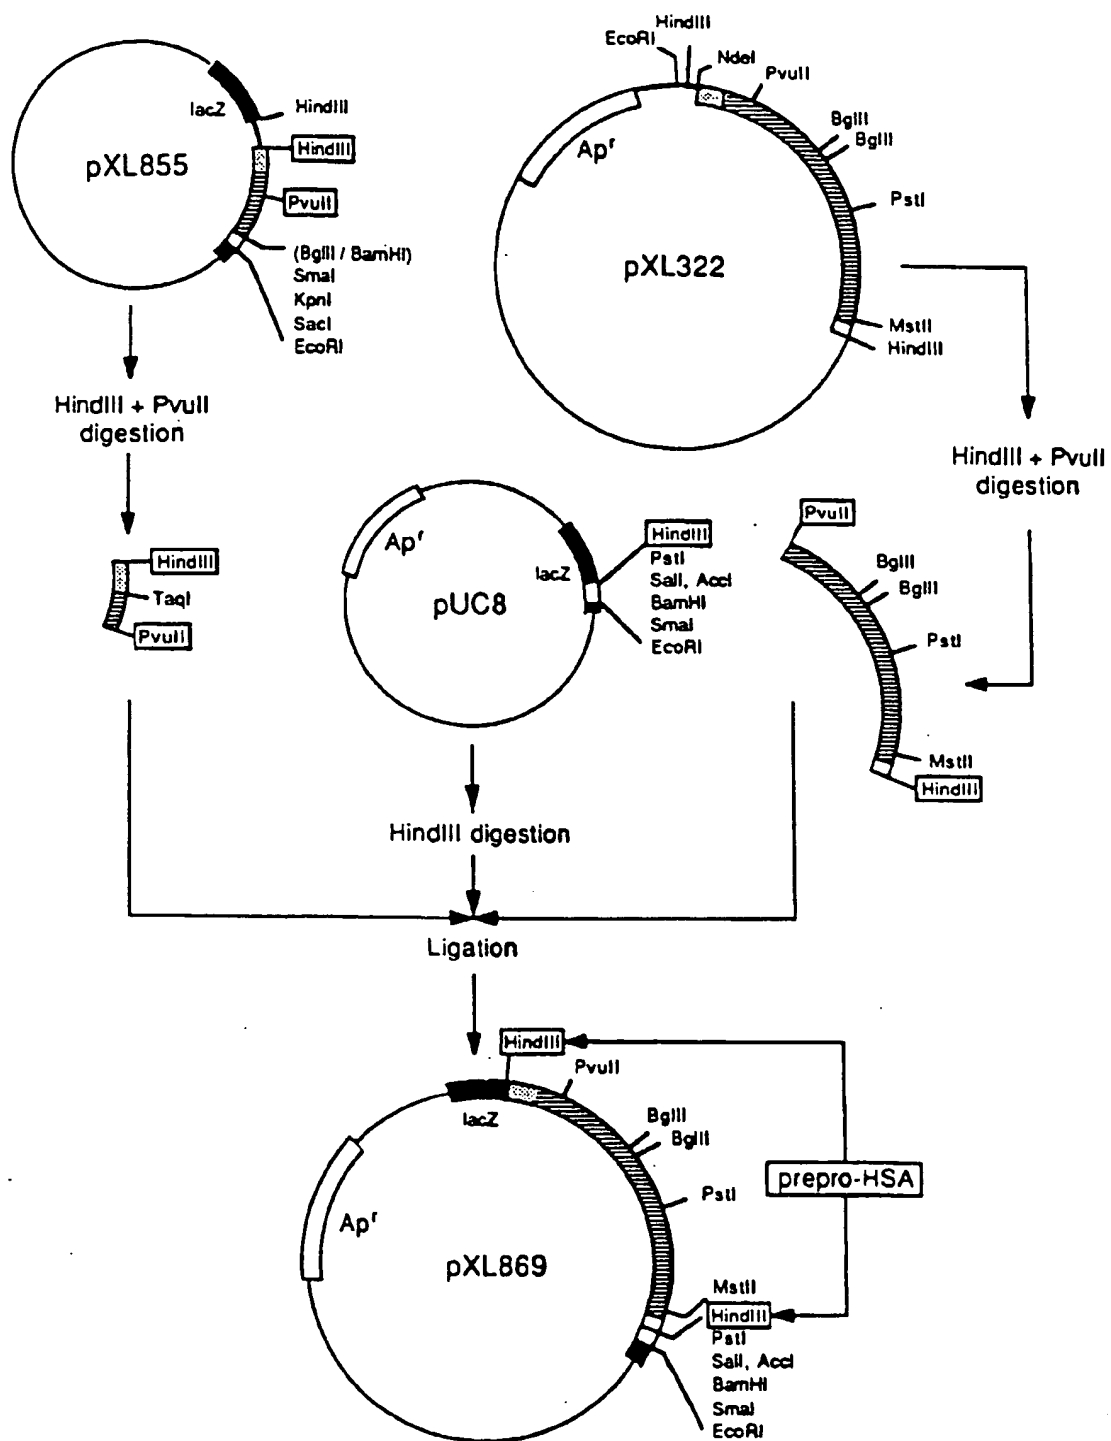 lacZ
HindIII
HindIII
pXL855
PvuII
(BglII / BamHI)
SmaI
KpnI
SacI
EcoRI
HindIII
EcoRI
NdeI
PvuII
Apʳ
BglII
BglII
PstI
pXL322
MstII
HindIII
HindIII + PvuII
digestion
HindIII + PvuII
digestion
HindIII
TaqI
PvuII
Apʳ
lacZ
HindIII
PstI
SalI, AccI
BamHI
SmaI
EcoRI
pUC8
PvuII
BglII
BglII
PstI
MstII
HindIII
HindIII digestion
Ligation
HindIII
PvuII
lacZ
BglII
BglII
PstI
prepro-HSA
Apʳ
pXL869
MstII
HindIII
PstI
SalI, AccI
BamHI
SmaI
EcoRI